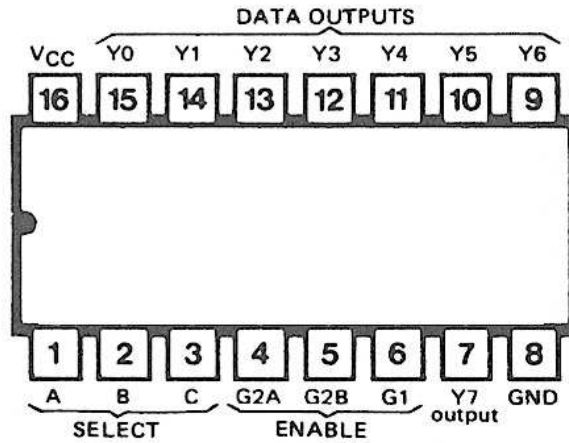 DATA OUTPUTS
VCC Y0 Y1 Y2 Y3 Y4 Y5 Y6
16 15 14 13 12 11 10 9
1 2 3 4 5 6 7 8
A B C G2A G2B G1 Y7 GND
output
SELECT ENABLE